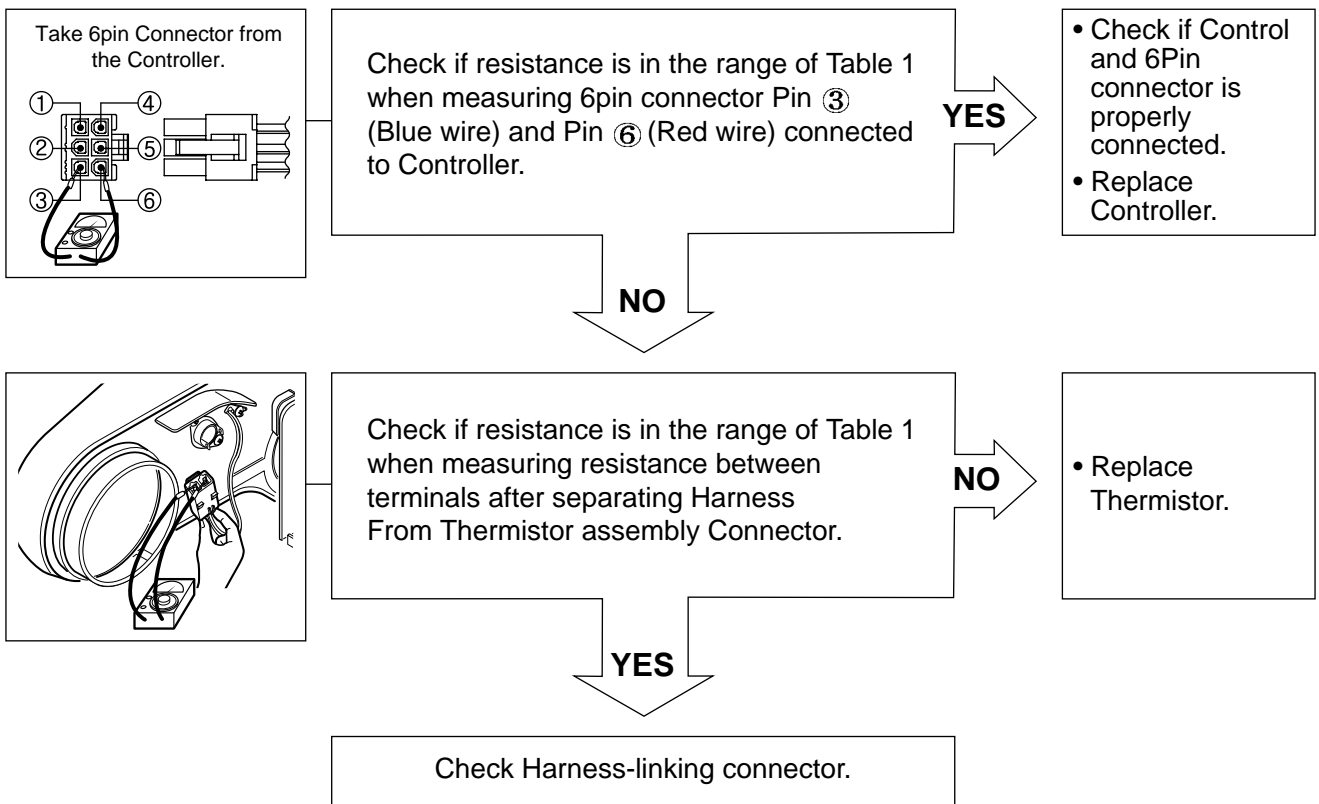 Take 6pin Connector from
the Controller.
① ④
② ⑤
③ ⑥
Check if resistance is in the range of Table 1
when measuring 6pin connector Pin ③
(Blue wire) and Pin ⑥ (Red wire) connected
to Controller.
YES
• Check if Control
and 6Pin
connector is
properly
connected.
• Replace
Controller.
NO
Check if resistance is in the range of Table 1
when measuring resistance between
terminals after separating Harness
From Thermistor assembly Connector.
NO
• Replace
Thermistor.
YES
Check Harness-linking connector.